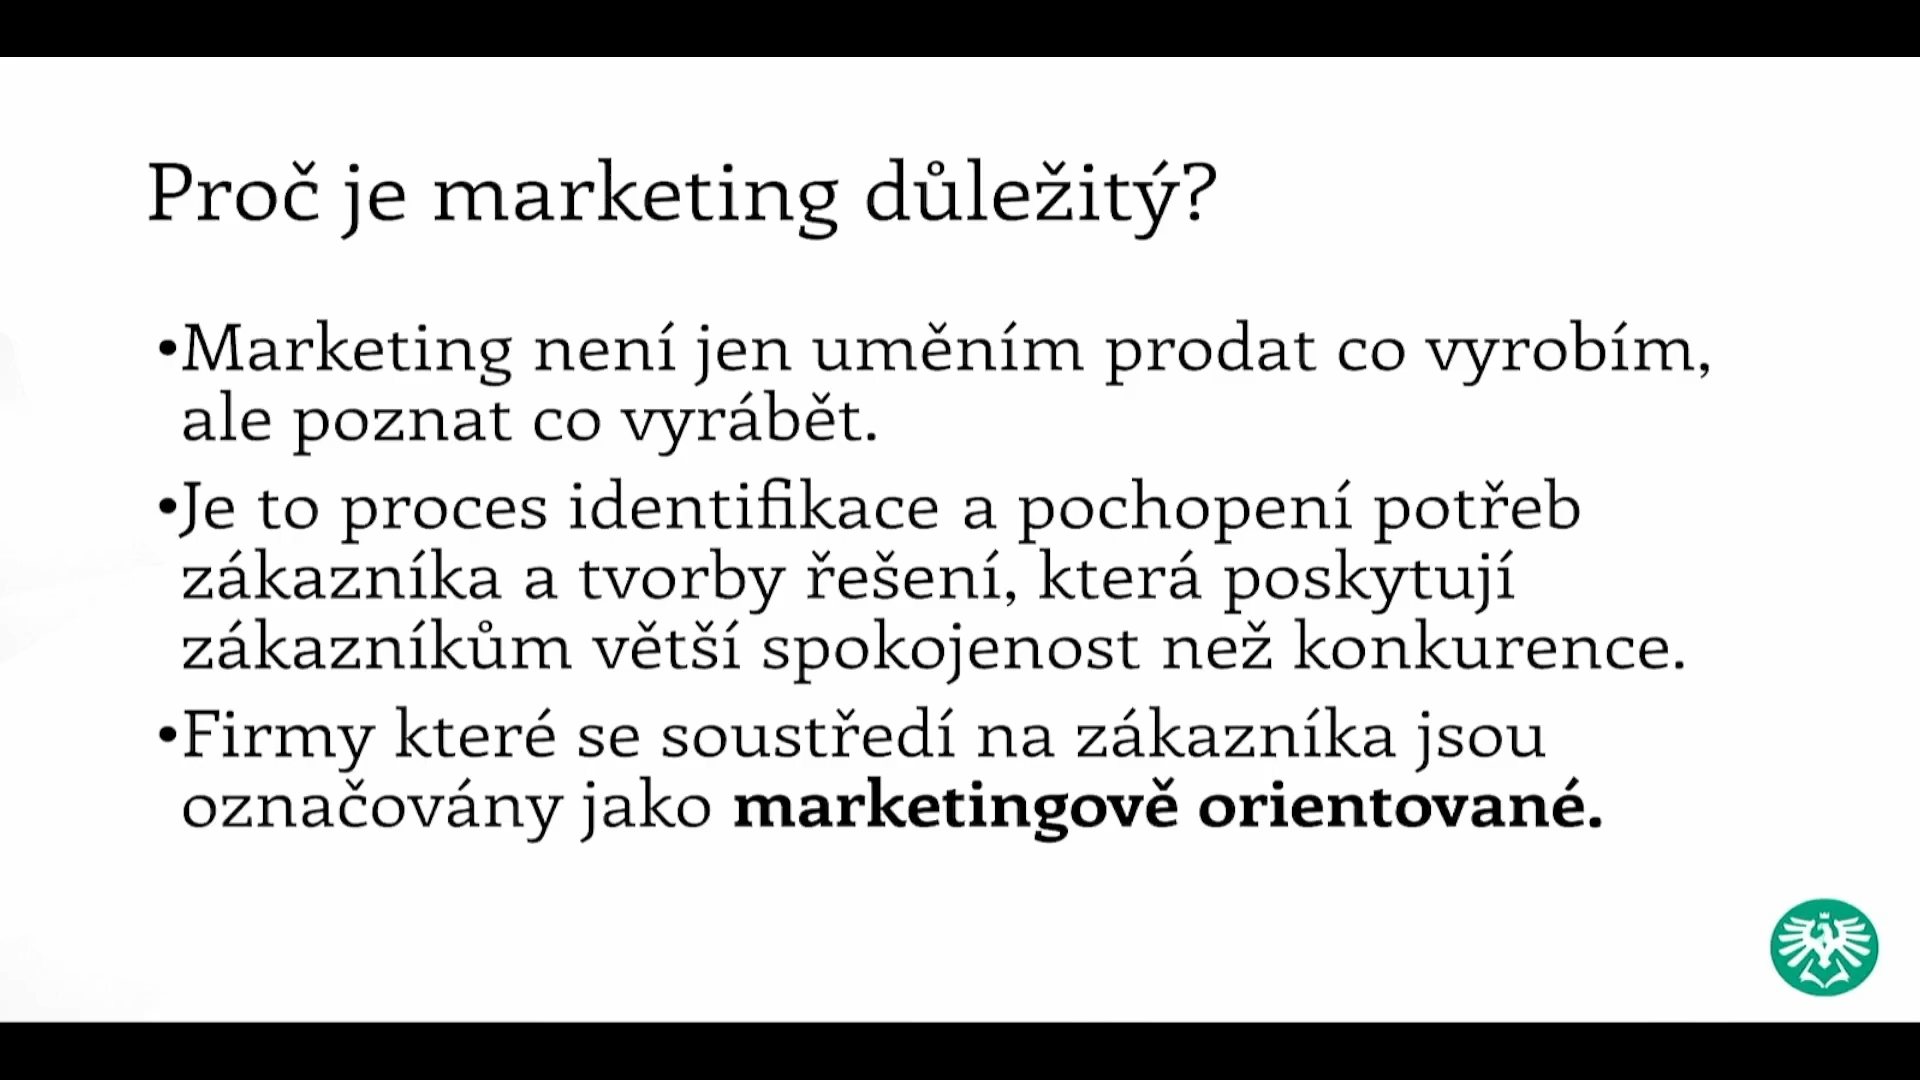 Proč je marketing důležitý?
•Marketing není jen uměním prodat co vyrobím,
ale poznat co vyrábět.
•Je to proces identifikace a pochopení potřeb
zákazníka a tvorby řešení, která poskytují
zákazníkům větší spokojenost než konkurence.
•Firmy které se soustředí na zákazníka jsou
označovány jako marketingově orientované.